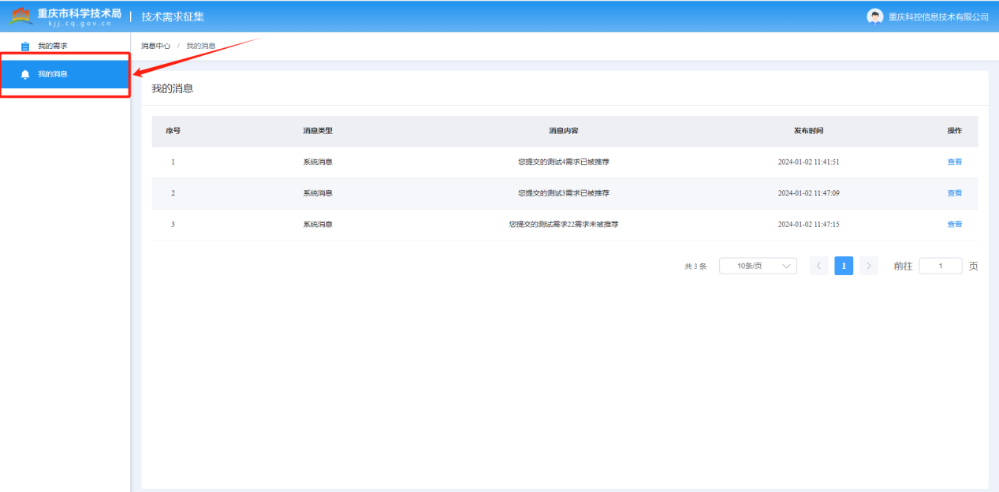 重庆市科学技术局 | 技术需求征集
kjj.cq.gov.cn
重庆科控信息技术有限公司
我的需求
我的消息
消息中心 / 我的消息
我的消息
序号 消息类型 消息内容 发布时间 操作
1 系统消息 您提交的测试4需求已被推荐 2024-01-02 11:41:51 查看
2 系统消息 您提交的测试3需求已被推荐 2024-01-02 11:47:09 查看
3 系统消息 您提交的测试需求22需求未被推荐 2024-01-02 11:47:15 查看
共 3 条 10条/页 < 1 > 前往 1 页